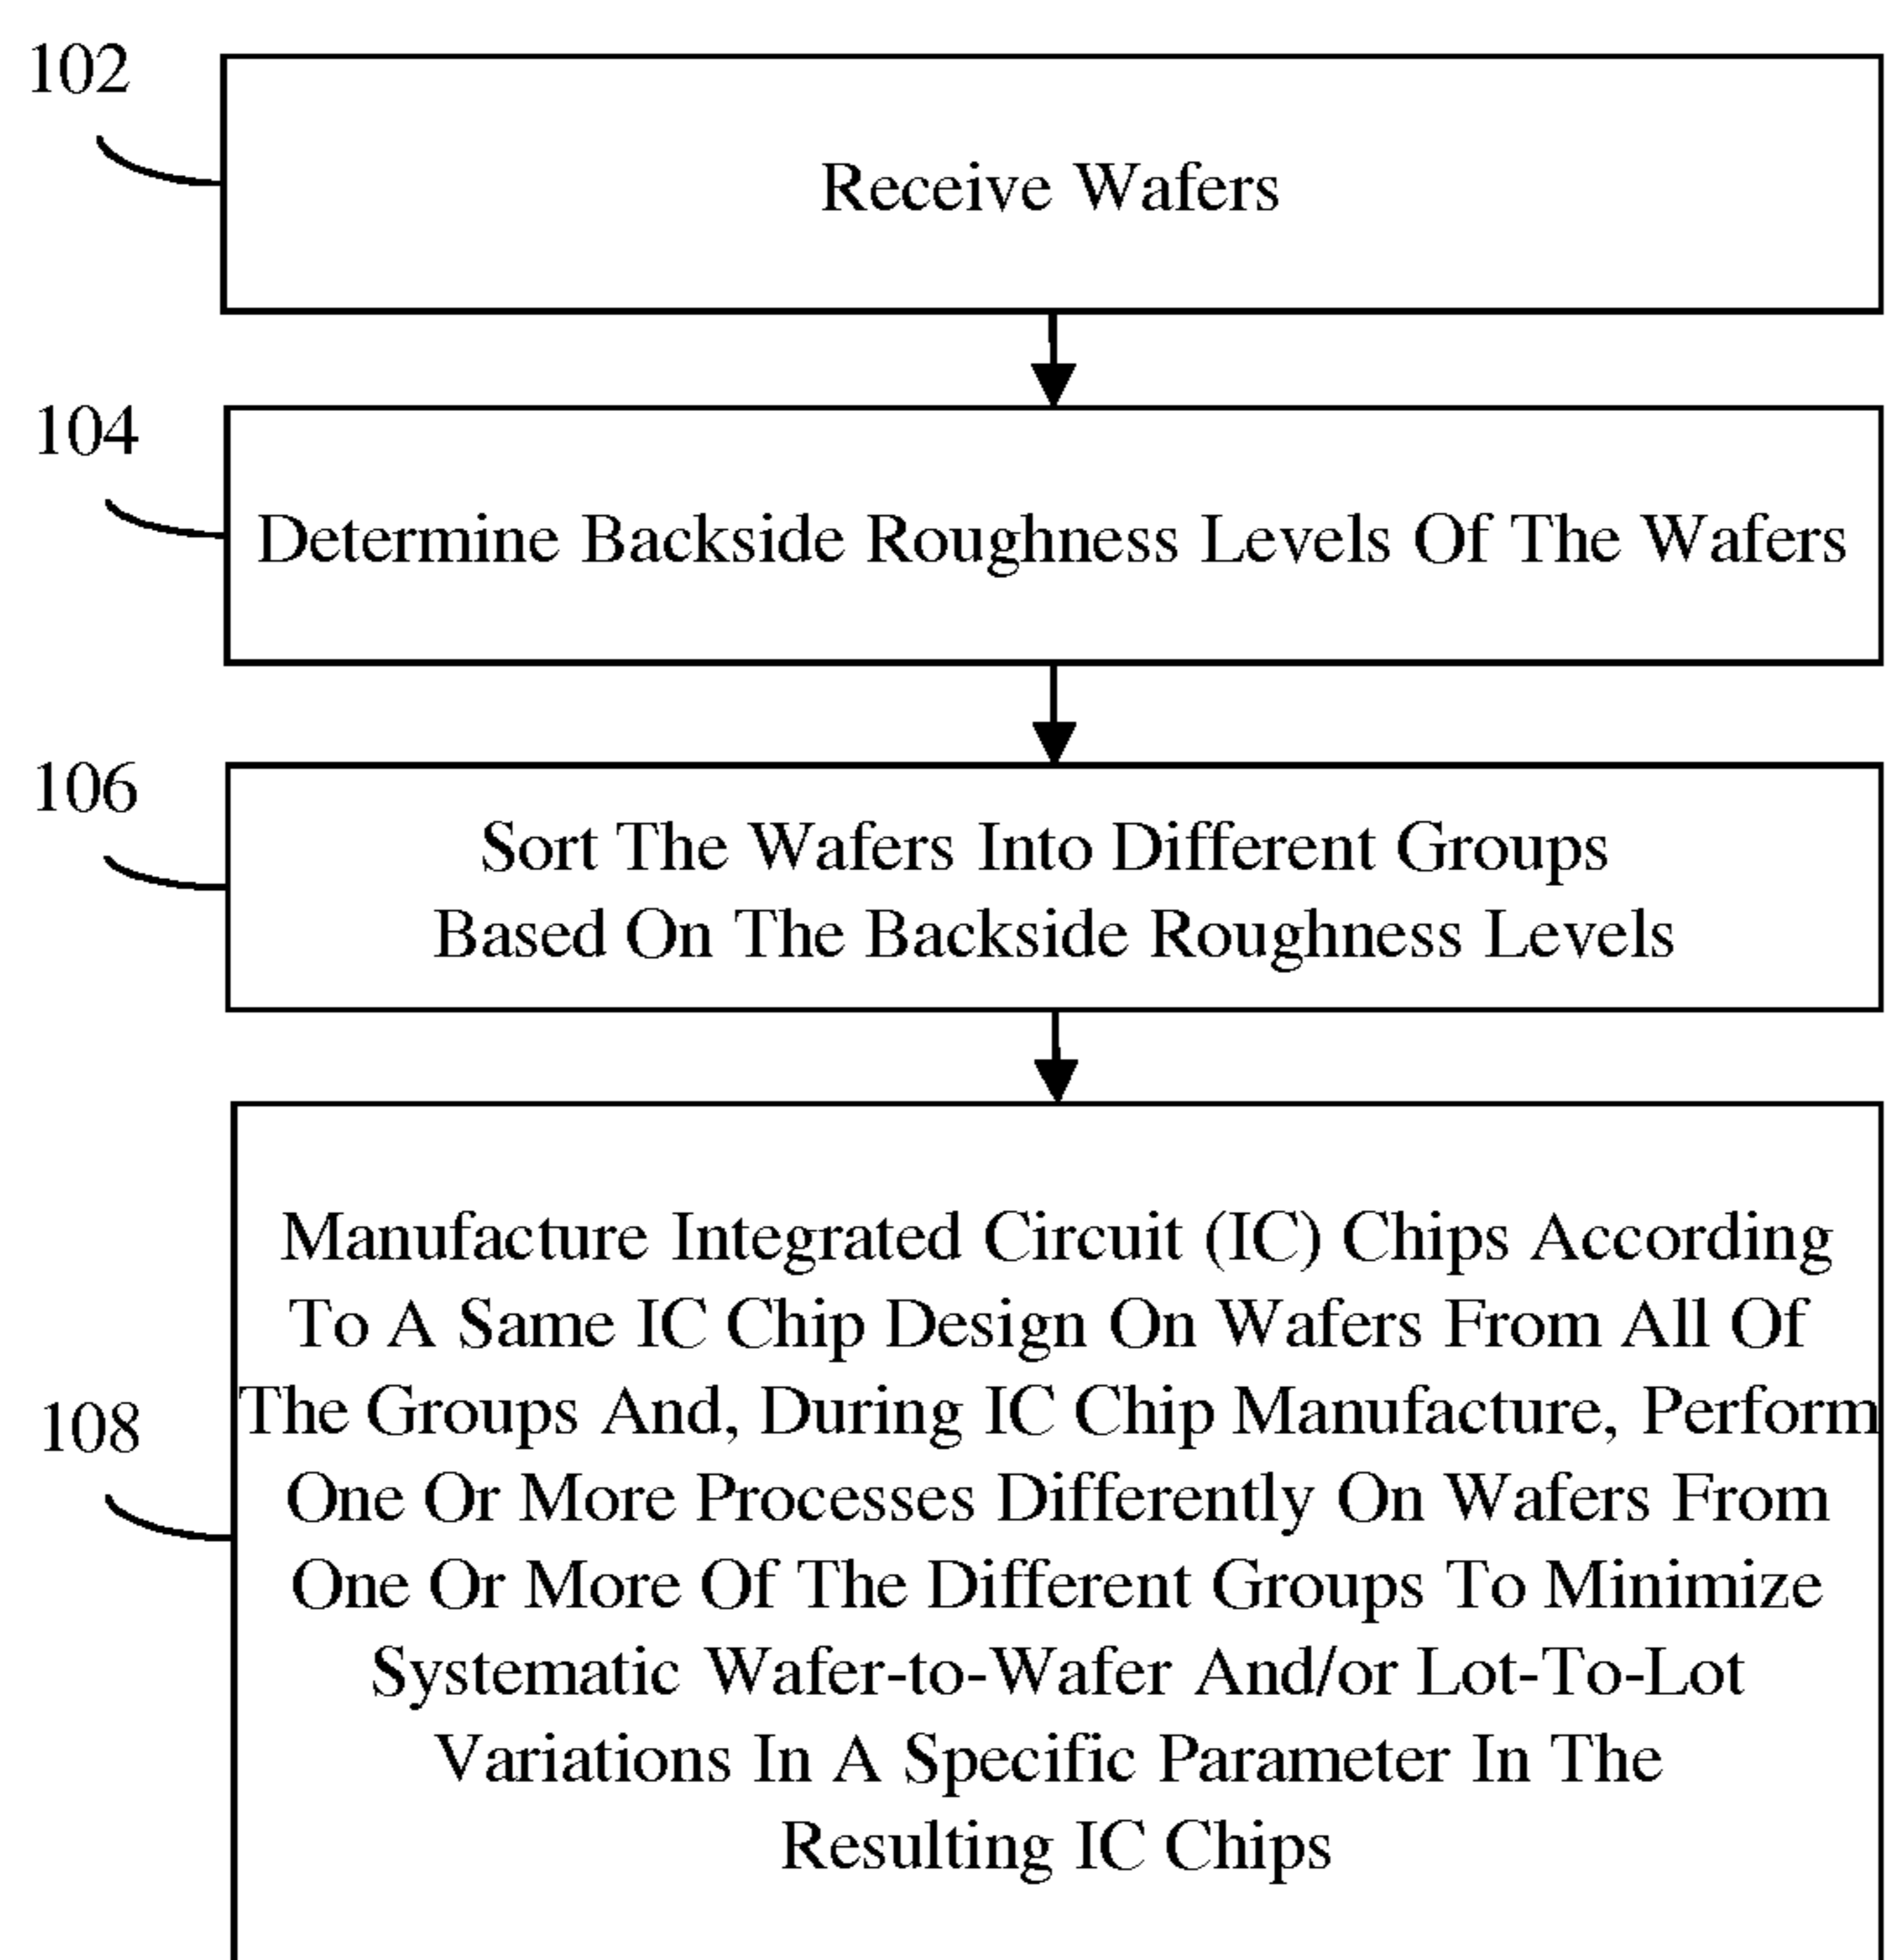 102
Receive Wafers
104
Determine Backside Roughness Levels Of The Wafers
106
Sort The Wafers Into Different Groups
Based On The Backside Roughness Levels
108
Manufacture Integrated Circuit (IC) Chips According
To A Same IC Chip Design On Wafers From All Of
The Groups And, During IC Chip Manufacture, Perform
One Or More Processes Differently On Wafers From
One Or More Of The Different Groups To Minimize
Systematic Wafer-to-Wafer And/or Lot-To-Lot
Variations In A Specific Parameter In The
Resulting IC Chips